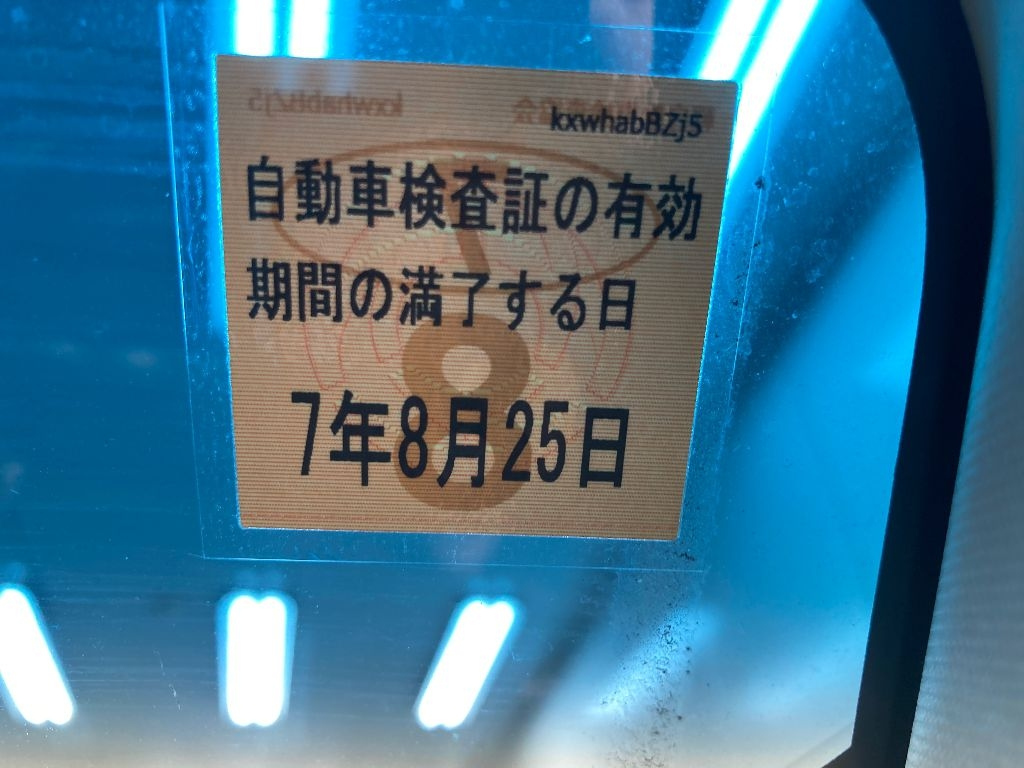 kxwhabBZj5
自動車検査証の有効
期間の満了する日
7年8月25日